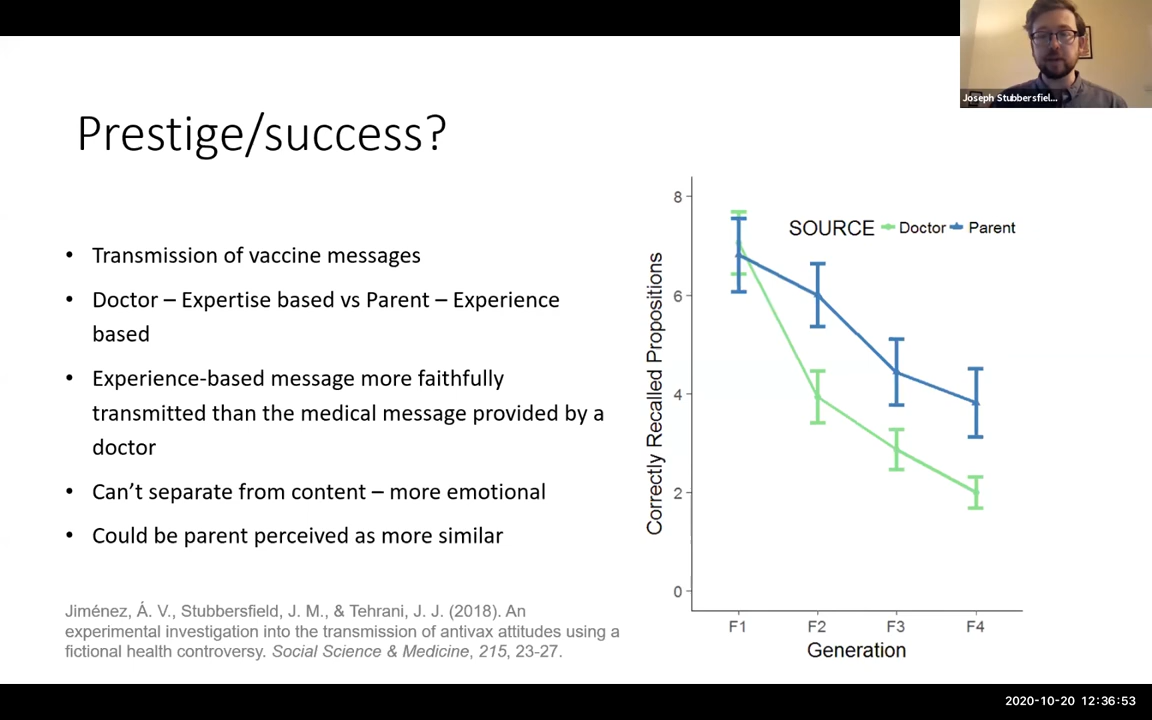 Joseph Stubbersfiel...
Prestige/success?
• Transmission of vaccine messages
• Doctor – Expertise based vs Parent – Experience
based
• Experience-based message more faithfully
transmitted than the medical message provided by a
doctor
• Can’t separate from content – more emotional
• Could be parent perceived as more similar
Jiménez, Á. V., Stubbersfield, J. M., & Tehrani, J. J. (2018). An
experimental investigation into the transmission of antivax attitudes using a
fictional health controversy. Social Science & Medicine, 215, 23-27.
SOURCE Doctor Parent
Correctly Recalled Propositions
8
6
4
2
0
F1 F2 F3 F4
Generation
2020-10-20 12:36:53